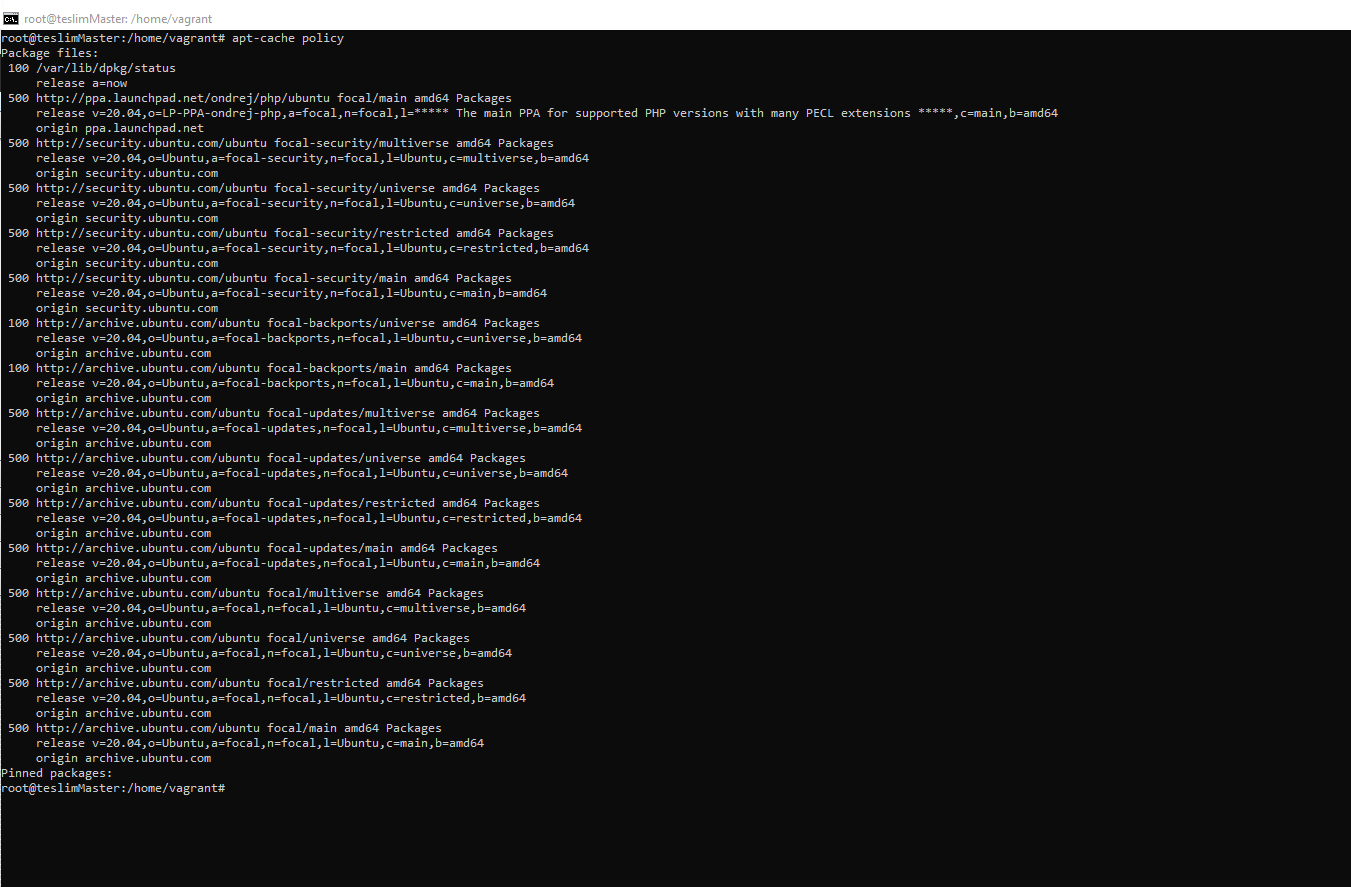 root@teslimMaster: /home/vagrant
root@teslimMaster:/home/vagrant# apt-cache policy
Package files:
 100 /var/lib/dpkg/status
     release a=now
 500 http://ppa.launchpad.net/ondrej/php/ubuntu focal/main amd64 Packages
     release v=20.04,o=LP-PPA-ondrej-php,a=focal,n=focal,l=***** The main PPA for supported PHP versions with many PECL extensions *****,c=main,b=amd64
     origin ppa.launchpad.net
 500 http://security.ubuntu.com/ubuntu focal-security/multiverse amd64 Packages
     release v=20.04,o=Ubuntu,a=focal-security,n=focal,l=Ubuntu,c=multiverse,b=amd64
     origin security.ubuntu.com
 500 http://security.ubuntu.com/ubuntu focal-security/universe amd64 Packages
     release v=20.04,o=Ubuntu,a=focal-security,n=focal,l=Ubuntu,c=universe,b=amd64
     origin security.ubuntu.com
 500 http://security.ubuntu.com/ubuntu focal-security/restricted amd64 Packages
     release v=20.04,o=Ubuntu,a=focal-security,n=focal,l=Ubuntu,c=restricted,b=amd64
     origin security.ubuntu.com
 500 http://security.ubuntu.com/ubuntu focal-security/main amd64 Packages
     release v=20.04,o=Ubuntu,a=focal-security,n=focal,l=Ubuntu,c=main,b=amd64
     origin security.ubuntu.com
 100 http://archive.ubuntu.com/ubuntu focal-backports/universe amd64 Packages
     release v=20.04,o=Ubuntu,a=focal-backports,n=focal,l=Ubuntu,c=universe,b=amd64
     origin archive.ubuntu.com
 100 http://archive.ubuntu.com/ubuntu focal-backports/main amd64 Packages
     release v=20.04,o=Ubuntu,a=focal-backports,n=focal,l=Ubuntu,c=main,b=amd64
     origin archive.ubuntu.com
 500 http://archive.ubuntu.com/ubuntu focal-updates/multiverse amd64 Packages
     release v=20.04,o=Ubuntu,a=focal-updates,n=focal,l=Ubuntu,c=multiverse,b=amd64
     origin archive.ubuntu.com
 500 http://archive.ubuntu.com/ubuntu focal-updates/universe amd64 Packages
     release v=20.04,o=Ubuntu,a=focal-updates,n=focal,l=Ubuntu,c=universe,b=amd64
     origin archive.ubuntu.com
 500 http://archive.ubuntu.com/ubuntu focal-updates/restricted amd64 Packages
     release v=20.04,o=Ubuntu,a=focal-updates,n=focal,l=Ubuntu,c=restricted,b=amd64
     origin archive.ubuntu.com
 500 http://archive.ubuntu.com/ubuntu focal-updates/main amd64 Packages
     release v=20.04,o=Ubuntu,a=focal-updates,n=focal,l=Ubuntu,c=main,b=amd64
     origin archive.ubuntu.com
 500 http://archive.ubuntu.com/ubuntu focal/multiverse amd64 Packages
     release v=20.04,o=Ubuntu,a=focal,n=focal,l=Ubuntu,c=multiverse,b=amd64
     origin archive.ubuntu.com
 500 http://archive.ubuntu.com/ubuntu focal/universe amd64 Packages
     release v=20.04,o=Ubuntu,a=focal,n=focal,l=Ubuntu,c=universe,b=amd64
     origin archive.ubuntu.com
 500 http://archive.ubuntu.com/ubuntu focal/restricted amd64 Packages
     release v=20.04,o=Ubuntu,a=focal,n=focal,l=Ubuntu,c=restricted,b=amd64
     origin archive.ubuntu.com
 500 http://archive.ubuntu.com/ubuntu focal/main amd64 Packages
     release v=20.04,o=Ubuntu,a=focal,n=focal,l=Ubuntu,c=main,b=amd64
     origin archive.ubuntu.com
Pinned packages:
root@teslimMaster:/home/vagrant#